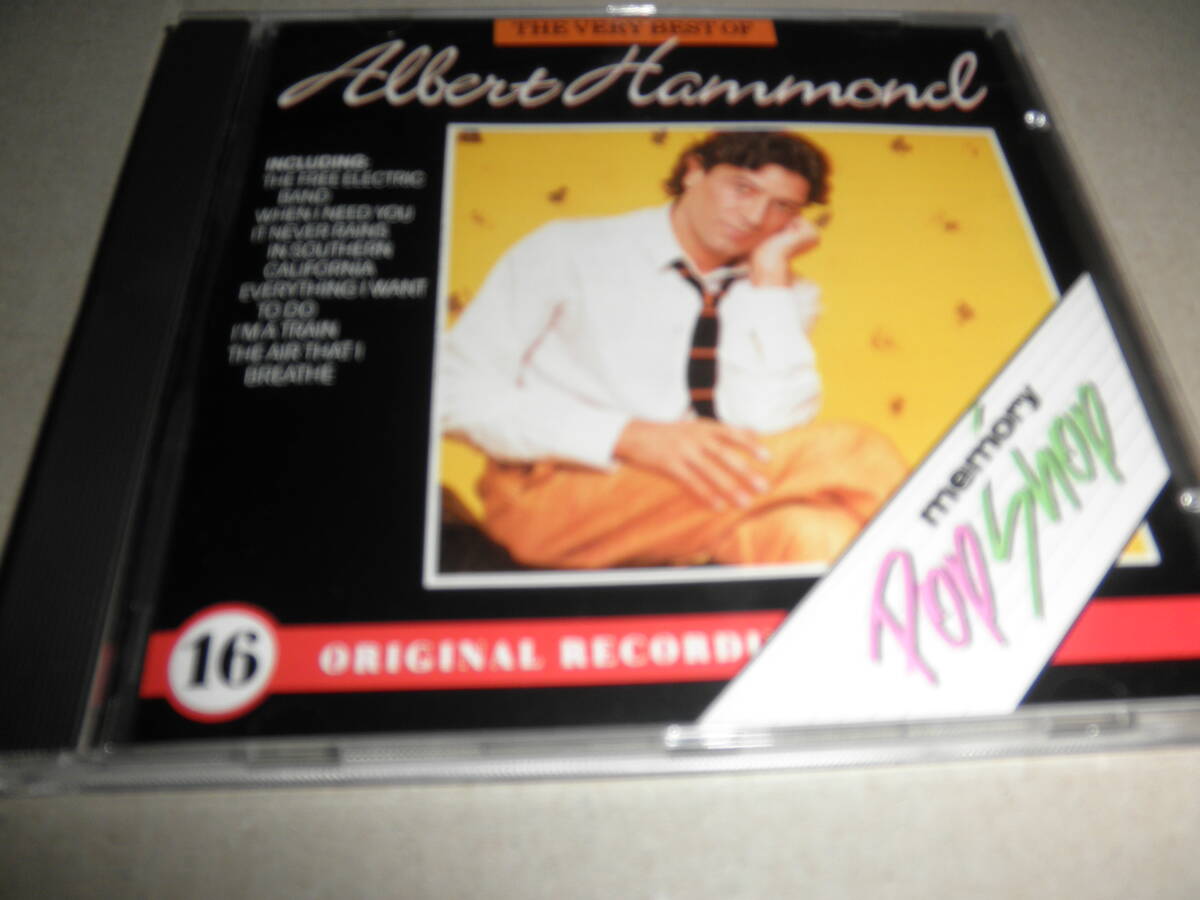 THE VERY BEST OF
Albert Hammond
INCLUDING:
THE FREE ELECTRIC
BAND
WHEN I NEED YOU
IT NEVER RAINS
IN SOUTHERN
CALIFORNIA
EVERYTHING I WANT
TO DO
I'M A TRAIN
THE AIR THAT I
BREATHE
memory
POP SHOP
16
ORIGINAL RECORDI